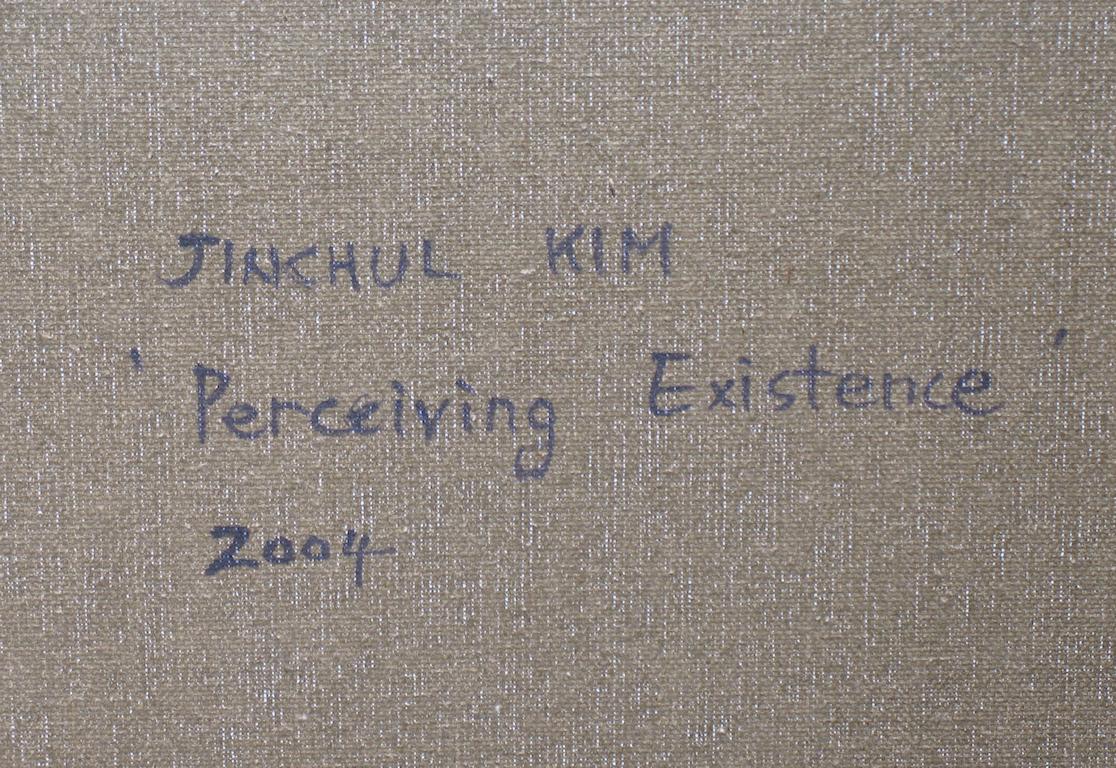 JINCHUL KIM
' Perceiving Existence '
2004